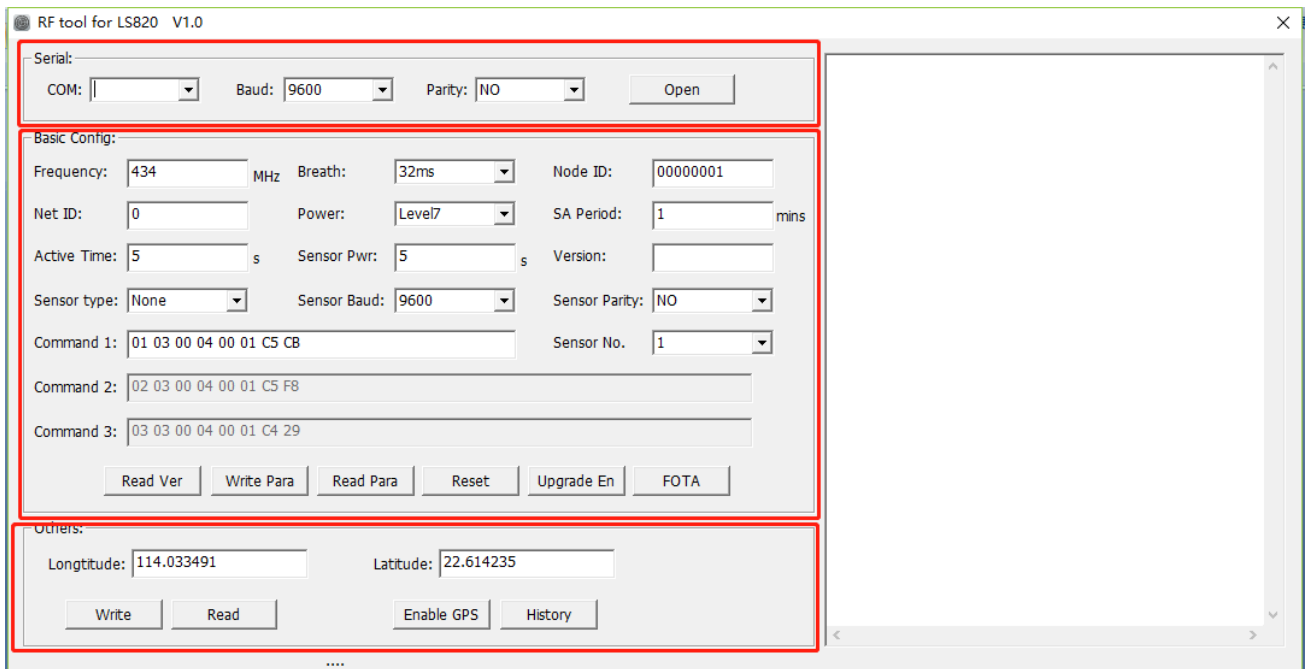 RF tool for LS820 V1.0
Serial:
COM: Baud: 9600 Parity: NO Open
Basic Config:
Frequency: 434 MHz Breath: 32ms Node ID: 00000001
Net ID: 0 Power: Level7 SA Period: 1 mins
Active Time: 5 s Sensor Pwr: 5 s Version:
Sensor type: None Sensor Baud: 9600 Sensor Parity: NO
Command 1: 01 03 00 04 00 01 C5 CB Sensor No. 1
Command 2: 02 03 00 04 00 01 C5 F8
Command 3: 03 03 00 04 00 01 C4 29
Read Ver Write Para Read Para Reset Upgrade En FOTA
Others:
Longtitude: 114.033491 Latitude: 22.614235
Write Read Enable GPS History
....